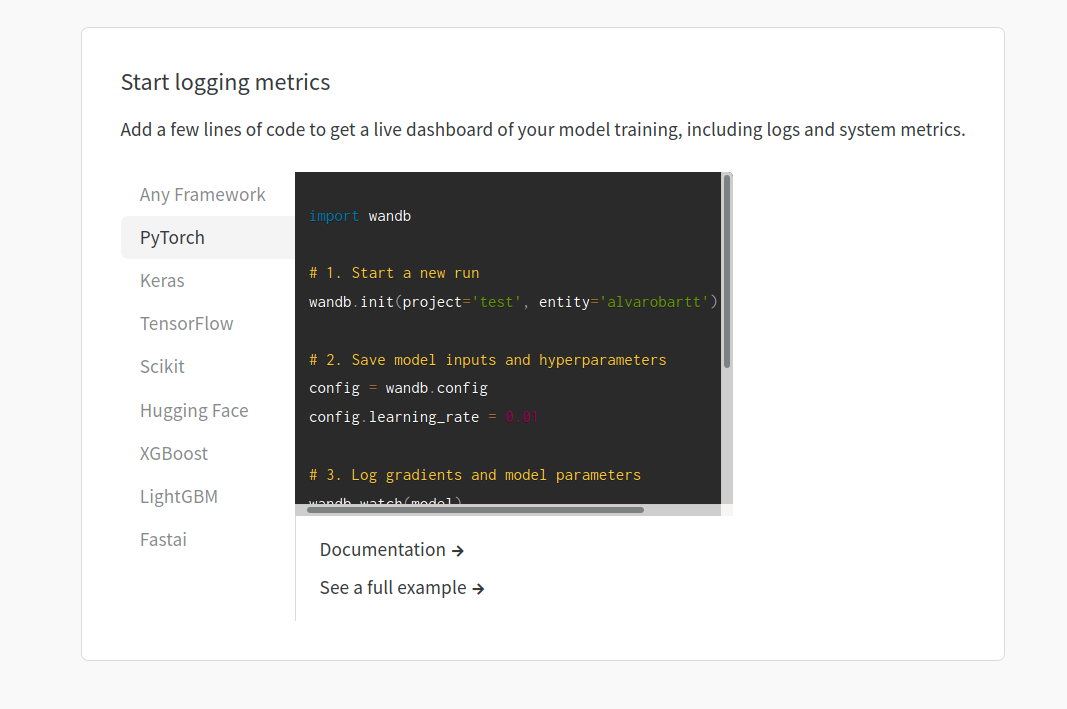 Start logging metrics
Add a few lines of code to get a live dashboard of your model training, including logs and system metrics.
Any Framework
PyTorch
Keras
TensorFlow
Scikit
Hugging Face
XGBoost
LightGBM
Fastai
import wandb
# 1. Start a new run
wandb.init(project='test', entity='alvarobartt')
# 2. Save model inputs and hyperparameters
config = wandb.config
config.learning_rate = 0.01
# 3. Log gradients and model parameters
wandb.watch(model)
Documentation →
See a full example →